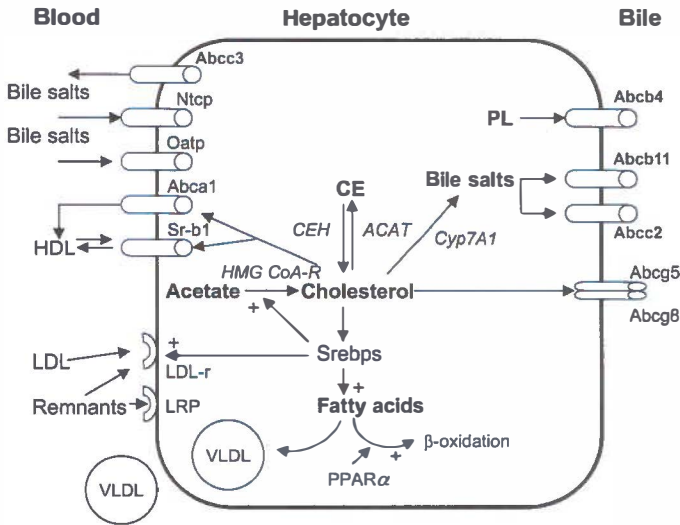 Blood Hepatocyte Bile
Abcc3
Bile salts
Ntcp
Bile salts
Oatp
Abca1
Sr-b1
HDL
PL
Abcb4
Abcb11
Bile salts
Abcc2
CE
CEH ACAT Cyp7A1
HMG CoA-R
Acetate Cholesterol
+
Abcg5
Abcg8
Srebps
+
LDL
LDL-r
Remnants
LRP
+
Fatty acids
VLDL
β-oxidation
+
PPARα
VLDL